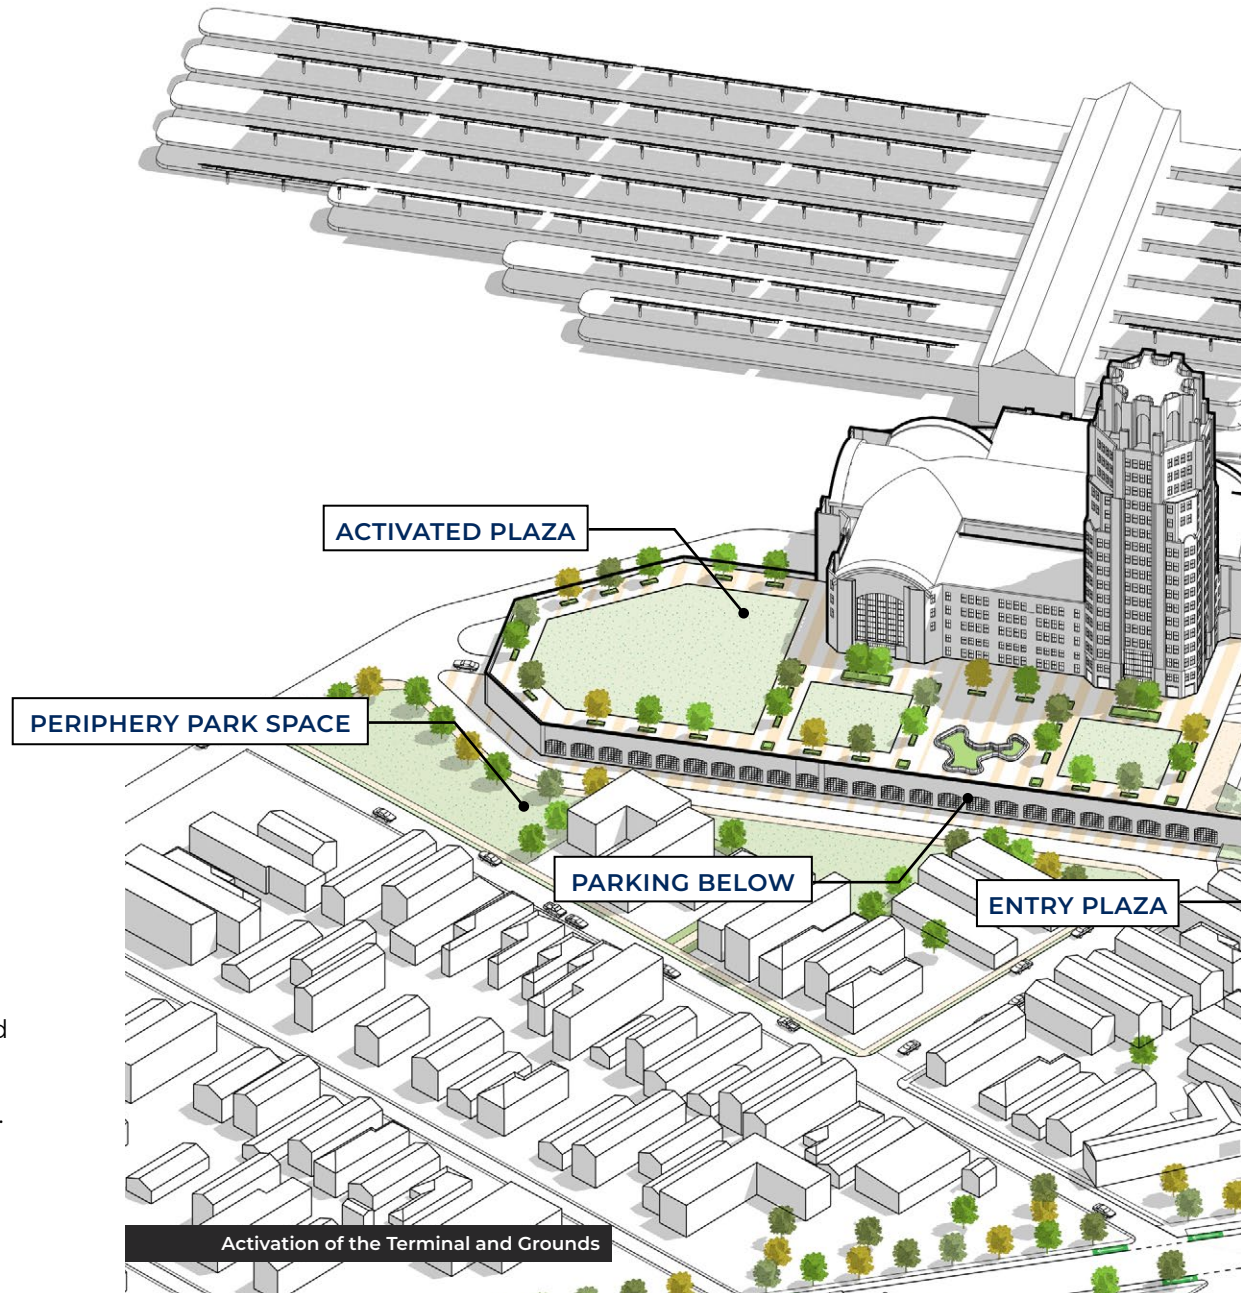 ACTIVATED PLAZA
PERIPHERY PARK SPACE
PARKING BELOW
ENTRY PLAZA
d
.
Activation of the Terminal and Grounds